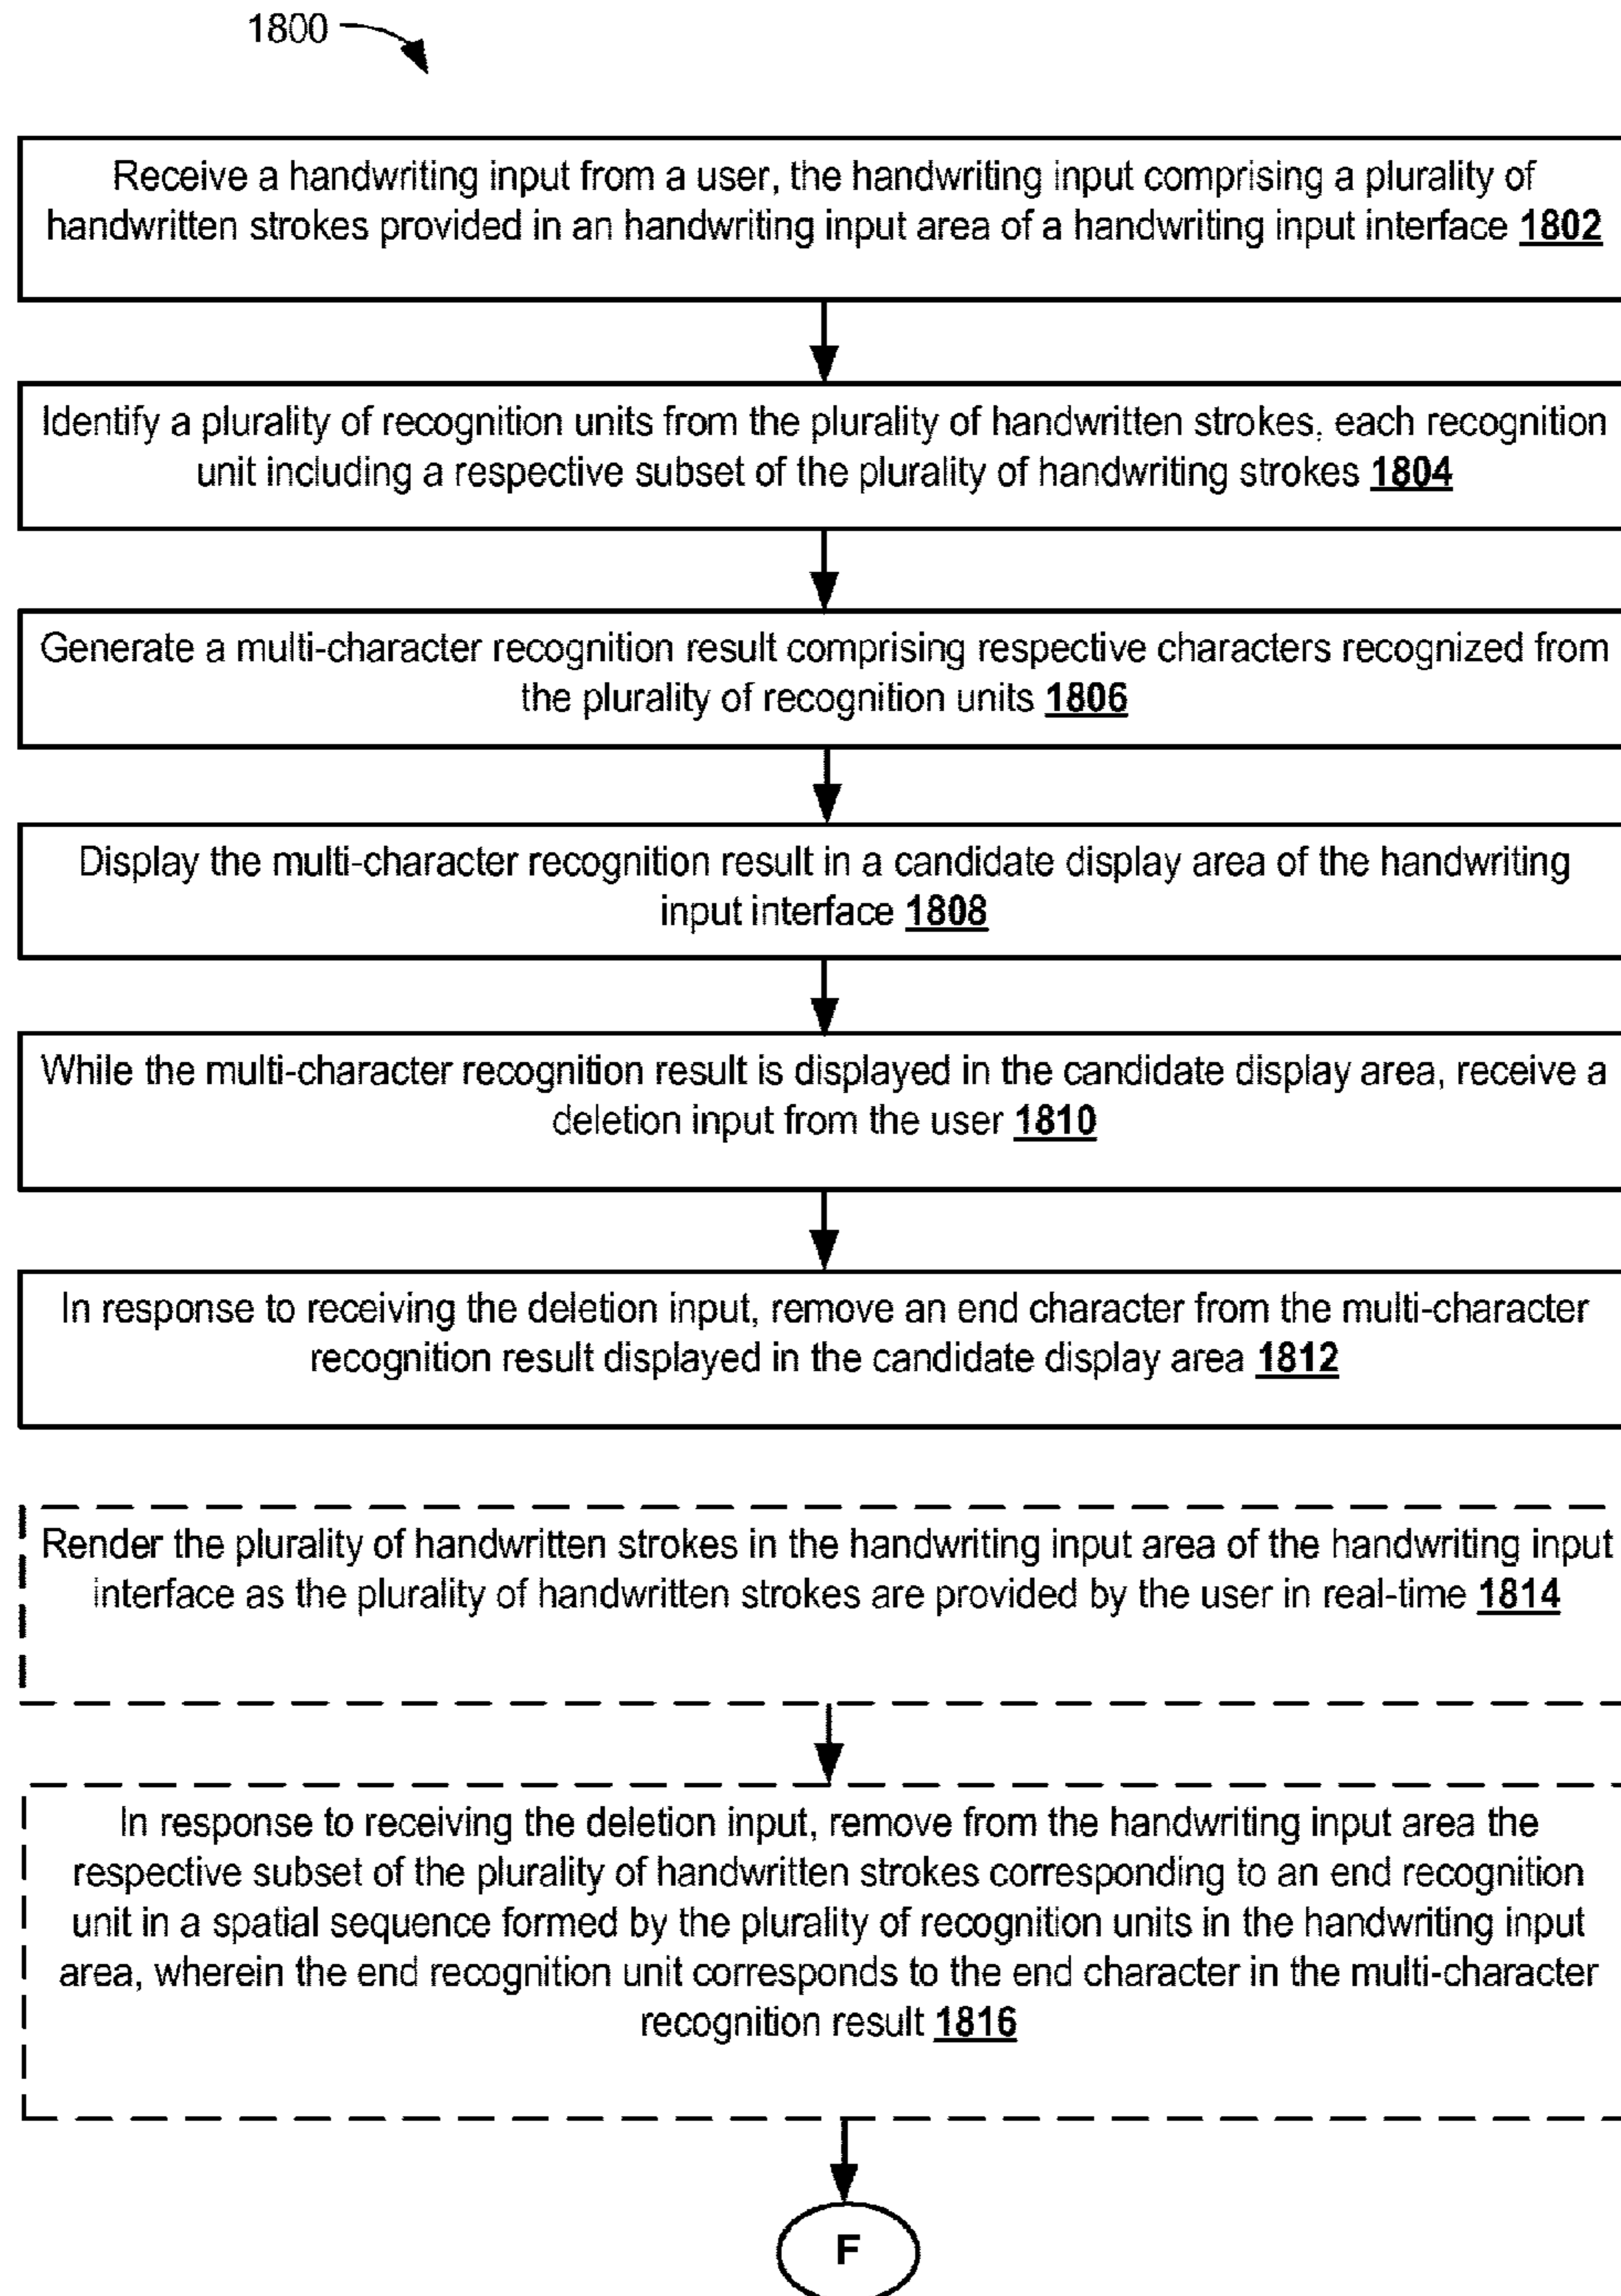 1800
Receive a handwriting input from a user, the handwriting input comprising a plurality of
handwritten strokes provided in an handwriting input area of a handwriting input interface 1802
Identify a plurality of recognition units from the plurality of handwritten strokes, each recognition
unit including a respective subset of the plurality of handwriting strokes 1804
Generate a multi-character recognition result comprising respective characters recognized from
the plurality of recognition units 1806
Display the multi-character recognition result in a candidate display area of the handwriting
input interface 1808
While the multi-character recognition result is displayed in the candidate display area, receive a
deletion input from the user 1810
In response to receiving the deletion input, remove an end character from the multi-character
recognition result displayed in the candidate display area 1812
Render the plurality of handwritten strokes in the handwriting input area of the handwriting input
interface as the plurality of handwritten strokes are provided by the user in real-time 1814
In response to receiving the deletion input, remove from the handwriting input area the
respective subset of the plurality of handwritten strokes corresponding to an end recognition
unit in a spatial sequence formed by the plurality of recognition units in the handwriting input
area, wherein the end recognition unit corresponds to the end character in the multi-character
recognition result 1816
F